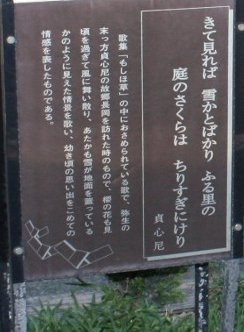 きて見れば　雪かとばかり　ふる里の
庭のさくらは　ちりすぎにけり
貞心尼
歌集「もしほ草」の中におさめられている歌で、弥生の
末っ方貞心尼の故郷長岡を訪れた時のもので、櫻の花も見
頃を過ぎて風に舞い散り、あたかも雪が地面を蓋っている
かのように見えた情景を歌い、幼き頃の思い出をこめての
情感を表したものである。